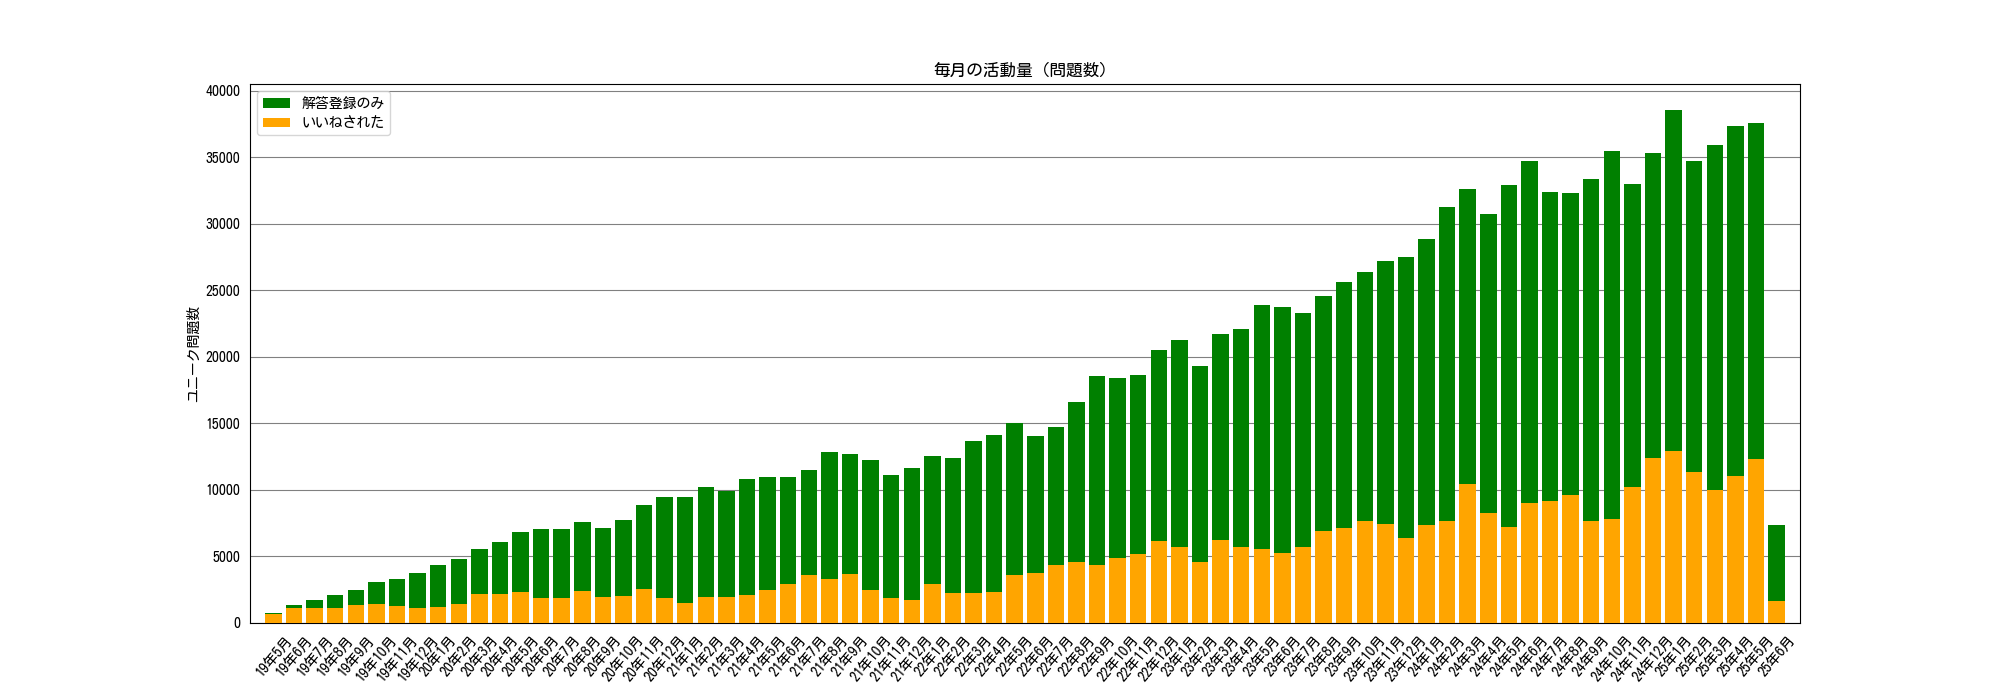 毎月の活動量（問題数）
40000
35000
30000
25000
20000
15000
10000
5000
0
ユニーク問題数
解答登録のみ
いいねされた
19年5月
19年6月
19年7月
19年8月
19年9月
19年10月
19年11月
19年12月
20年1月
20年2月
20年3月
20年4月
20年5月
20年6月
20年7月
20年8月
20年9月
20年10月
20年11月
20年12月
21年1月
21年2月
21年3月
21年4月
21年5月
21年6月
21年7月
21年8月
21年9月
21年10月
21年11月
21年12月
22年1月
22年2月
22年3月
22年4月
22年5月
22年6月
22年7月
22年8月
22年9月
22年10月
22年11月
22年12月
23年1月
23年2月
23年3月
23年4月
23年5月
23年6月
23年7月
23年8月
23年9月
23年10月
23年11月
23年12月
24年1月
24年2月
24年3月
24年4月
24年5月
24年6月
24年7月
24年8月
24年9月
24年10月
24年11月
24年12月
25年1月
25年2月
25年3月
25年4月
25年5月
25年6月